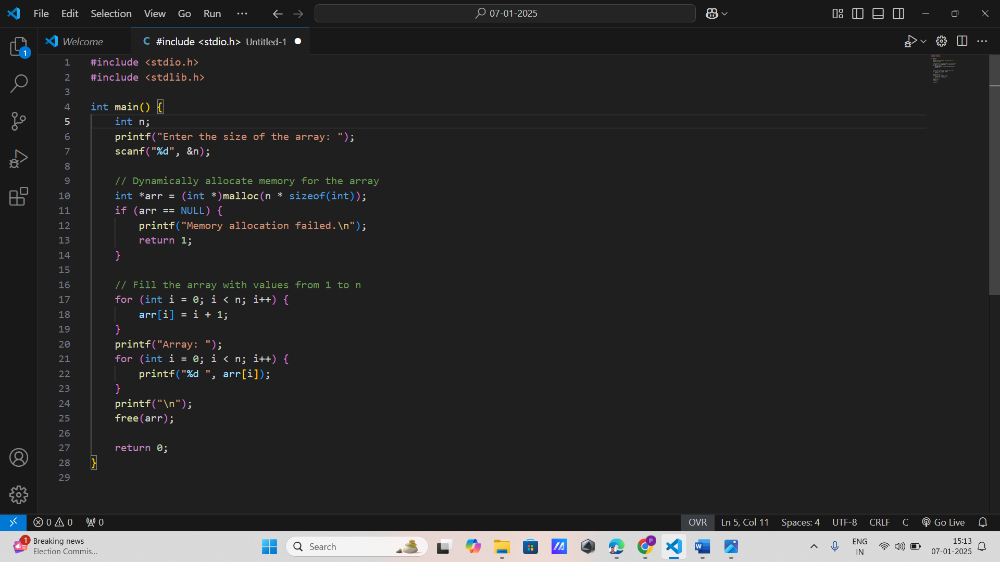 File Edit Selection View Go Run ··· 07-01-2025
Welcome #include <stdio.h> Untitled-1
1 #include <stdio.h>
2 #include <stdlib.h>
3
4 int main() {
5 int n;
6 printf("Enter the size of the array: ");
7 scanf("%d", &n);
8
9 // Dynamically allocate memory for the array
10 int *arr = (int *)malloc(n * sizeof(int));
11 if (arr == NULL) {
12 printf("Memory allocation failed.\n");
13 return 1;
14 }
15
16 // Fill the array with values from 1 to n
17 for (int i = 0; i < n; i++) {
18 arr[i] = i + 1;
19 }
20 printf("Array: ");
21 for (int i = 0; i < n; i++) {
22 printf("%d ", arr[i]);
23 }
24 printf("\n");
25 free(arr);
26
27 return 0;
28 }
29
1
C
0 0 0 OVR Ln 5, Col 11 Spaces: 4 UTF-8 CRLF C Go Live
1 Breaking news
Election Commis...
Search
P
W
ENG
IN
15:13
07-01-2025